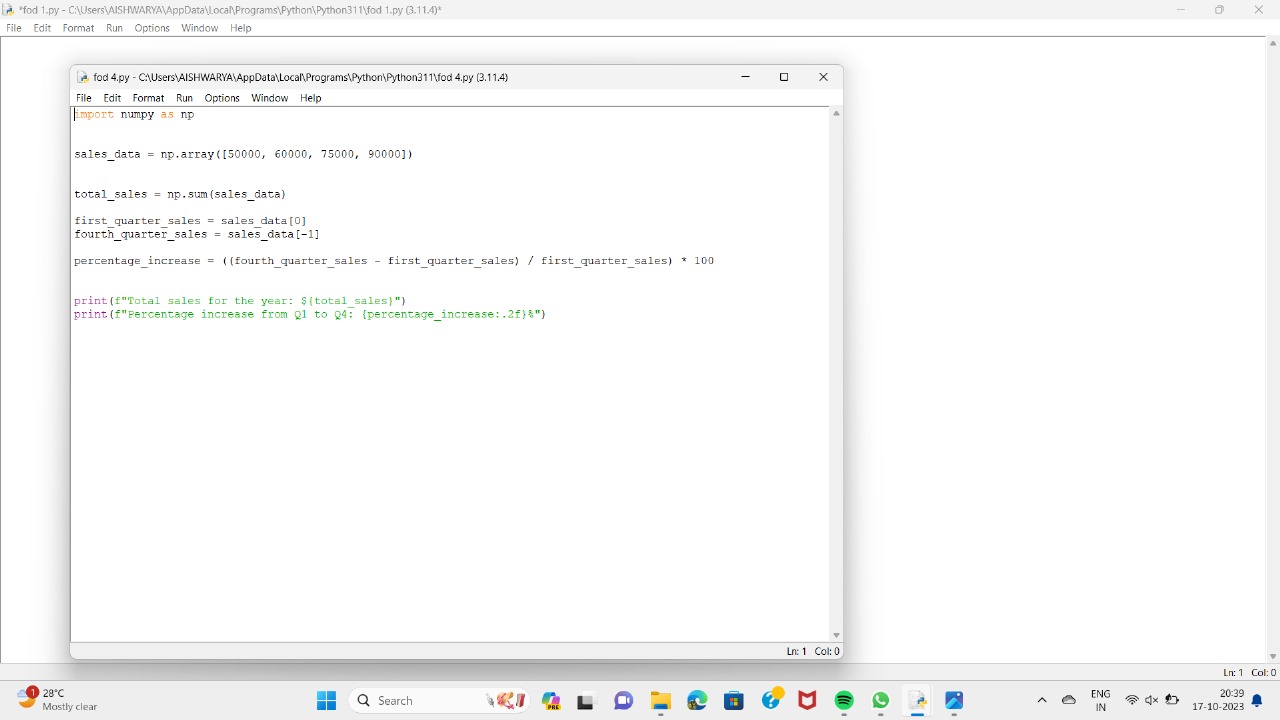 *fod 1.py - C:\Users\AISHWARYA\AppData\Local\Programs\Python\Python311\fod 1.py (3.11.4)*
File Edit Format Run Options Window Help
fod 4.py - C:\Users\AISHWARYA\AppData\Local\Programs\Python\Python311\fod 4.py (3.11.4)
File Edit Format Run Options Window Help
import numpy as np
sales_data = np.array([50000, 60000, 75000, 90000])
total_sales = np.sum(sales_data)
first_quarter_sales = sales_data[0]
fourth_quarter_sales = sales_data[-1]
percentage_increase = ((fourth_quarter_sales - first_quarter_sales) / first_quarter_sales) * 100
print(f"Total sales for the year: ${total_sales}")
print(f"Percentage increase from Q1 to Q4: {percentage_increase:.2f}%")
Ln: 1 Col: 0
Ln: 1 Col: 0
1 28°C
Mostly clear
Search
PRE
ENG
IN
20:39
17-10-2023